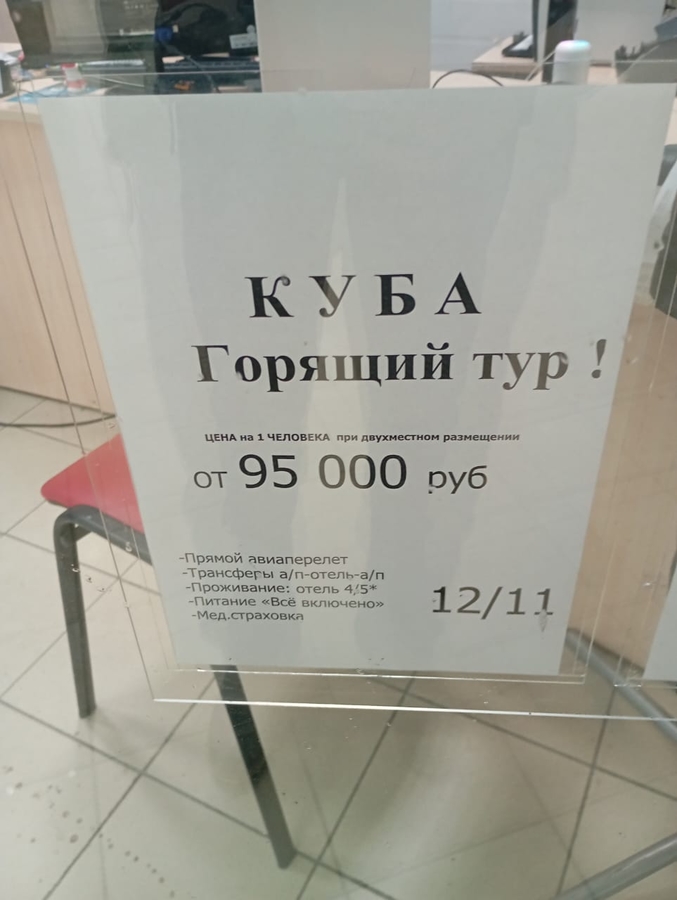 КУБА
Горящий тур !
ЦЕНА на 1 ЧЕЛОВЕКА при двухместном размещении
от 95 000 руб
-Прямой авиаперелет
-Трансферы а/п-отель-а/п
-Проживание: отель 4/5*
-Питание «Всё включено»
-Мед.страховка
12/11